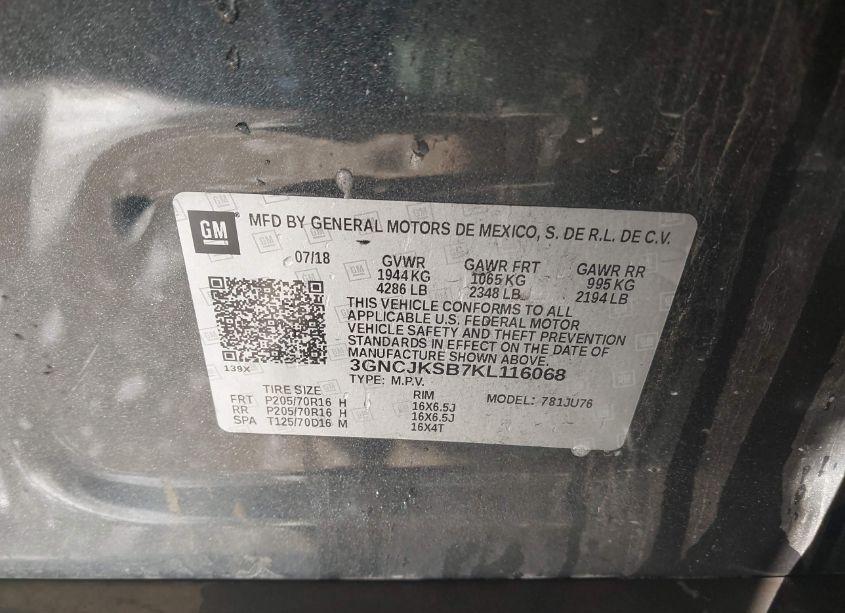 GM
MFD BY GENERAL MOTORS DE MEXICO, S. DE R.L. DE C.V.
07/18 GVWR GAWR FRT GAWR RR
1944 KG 1065 KG 995 KG
4286 LB 2348 LB 2194 LB
THIS VEHICLE CONFORMS TO ALL
APPLICABLE U.S. FEDERAL MOTOR
VEHICLE SAFETY AND THEFT PREVENTION
STANDARDS IN EFFECT ON THE DATE OF
MANUFACTURE SHOWN ABOVE.
139X 3GNCJKSB7KL116068
TYPE: M.P.V.
TIRE SIZE RIM MODEL: 781JU76
FRT P205/70R16 H 16X6.5J
RR P205/70R16 H 16X6.5J
SPA T125/70D16 M 16X4T